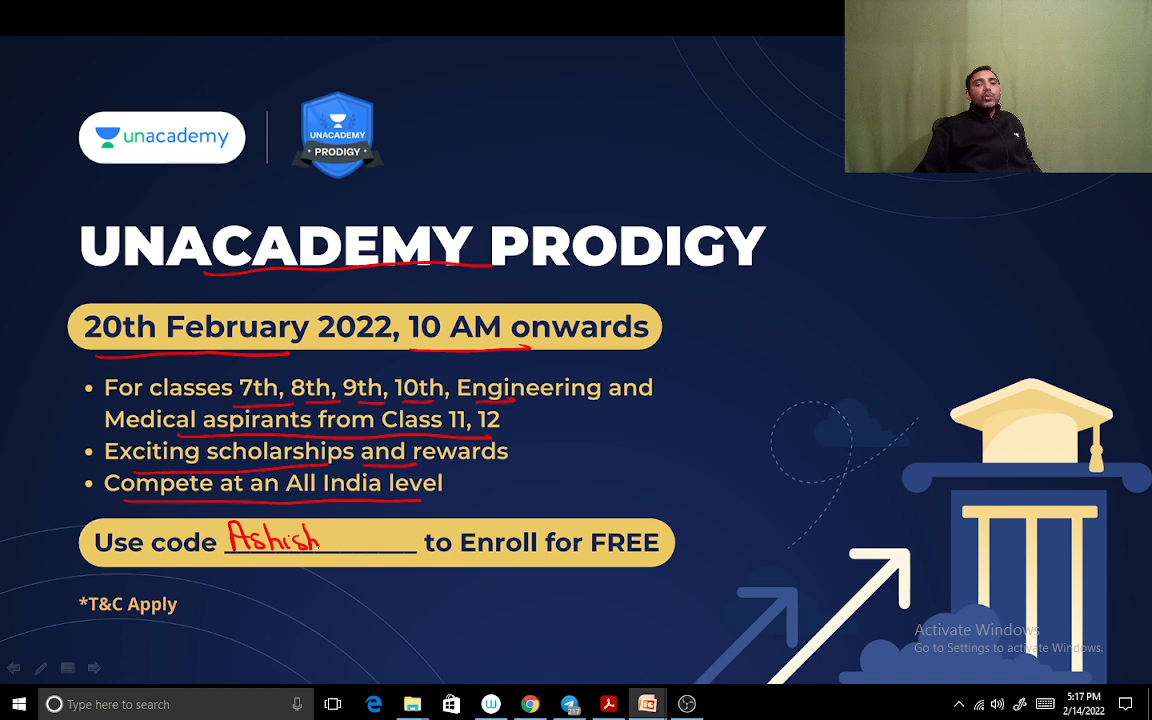 unacademy
UNACADEMY
PRODIGY
UNACADEMY PRODIGY
20th February 2022, 10 AM onwards
• For classes 7th, 8th, 9th, 10th, Engineering and
Medical aspirants from Class 11, 12
• Exciting scholarships and rewards
• Compete at an All India level
Use code Ashish to Enroll for FREE
*T&C Apply
Activate Windows
Go to Settings to activate Windows.
Type here to search
217
5:17 PM
2/14/2022